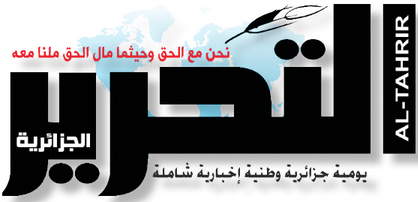 نحن مع الحق وحيثما مال الحق ملنا معه
التحرير
الجزائرية
AL-TAHRIR
يومية جزائرية وطنية إخبارية شاملة